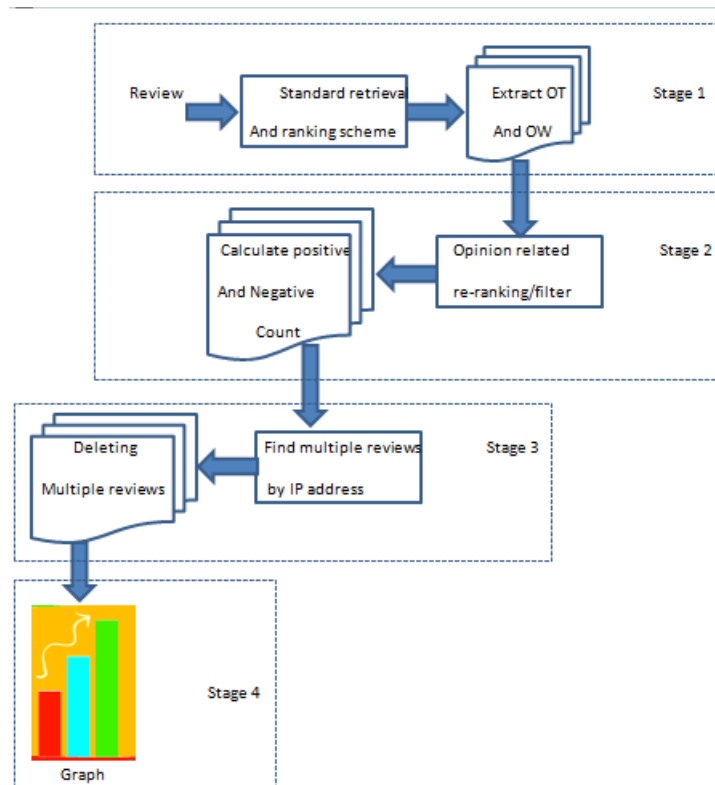 Review
Standard retrieval
And ranking scheme
Extract OT
And OW
Stage 1
Opinion related
re-ranking/filter
Stage 2
Calculate positive
And Negative
Count
Find multiple reviews
by IP address
Stage 3
Deleting
Multiple reviews
Stage 4
Graph